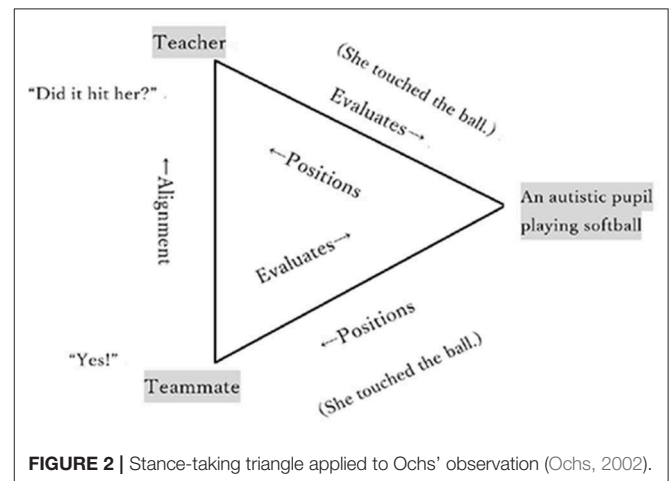 Teacher
(She touched the ball.)
"Did it hit her?"
Evaluates→
←Positions
←Alignment
An autistic pupil
playing softball
Evaluates→
←Positions
"Yes!"
(She touched the ball.)
Teammate
FIGURE 2 | Stance-taking triangle applied to Ochs' observation (Ochs, 2002).